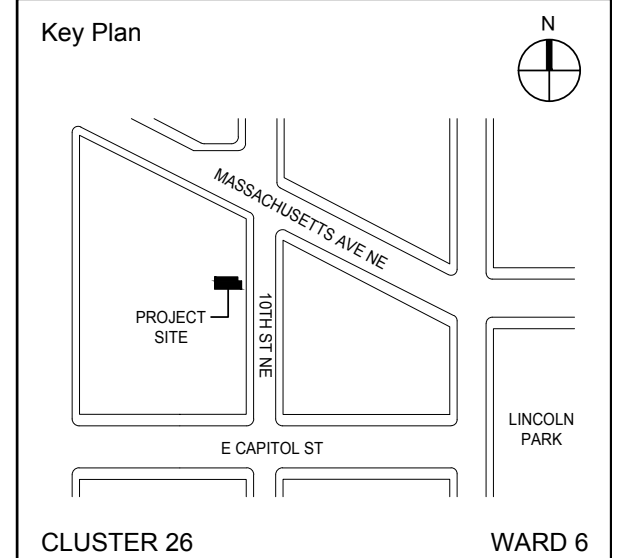 Key Plan
N
MASSACHUSETTS AVE NE
PROJECT
SITE
10TH ST NE
LINCOLN
PARK
E CAPITOL ST
CLUSTER 26
WARD 6